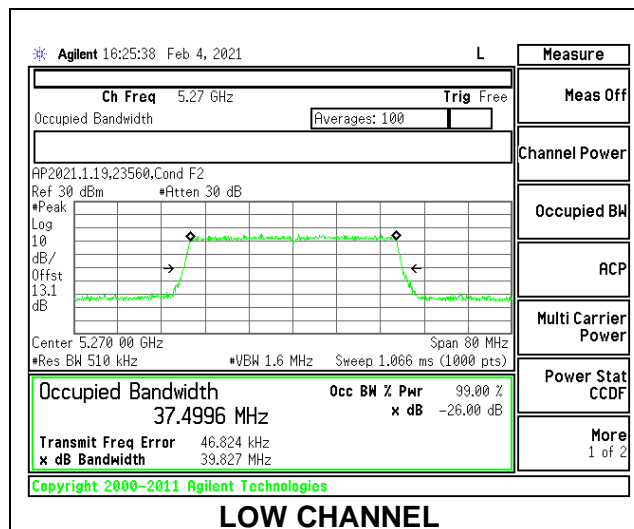 Agilent 16:25:38 Feb 4, 2021 L
Measure
Meas Off
Channel Power
Occupied BW
ACP
Multi Carrier
Power
Power Stat
CCDF
More
1 of 2
Ch Freq 5.27 GHz Trig Free
Occupied Bandwidth Averages: 100
AP2021.1.19,23560,Cond F2
Ref 30 dBm #Atten 30 dB
#Peak
Log
10
dB/
Offst
13.1
dB
Center 5.270 00 GHz Span 80 MHz
#Res BW 510 kHz #VBW 1.6 MHz Sweep 1.066 ms (1000 pts)
Occupied Bandwidth Occ BW % Pwr 99.00 %
37.4996 MHz x dB -26.00 dB
Transmit Freq Error 46.824 kHz
x dB Bandwidth 39.827 MHz
Copyright 2000-2011 Agilent Technologies
LOW CHANNEL